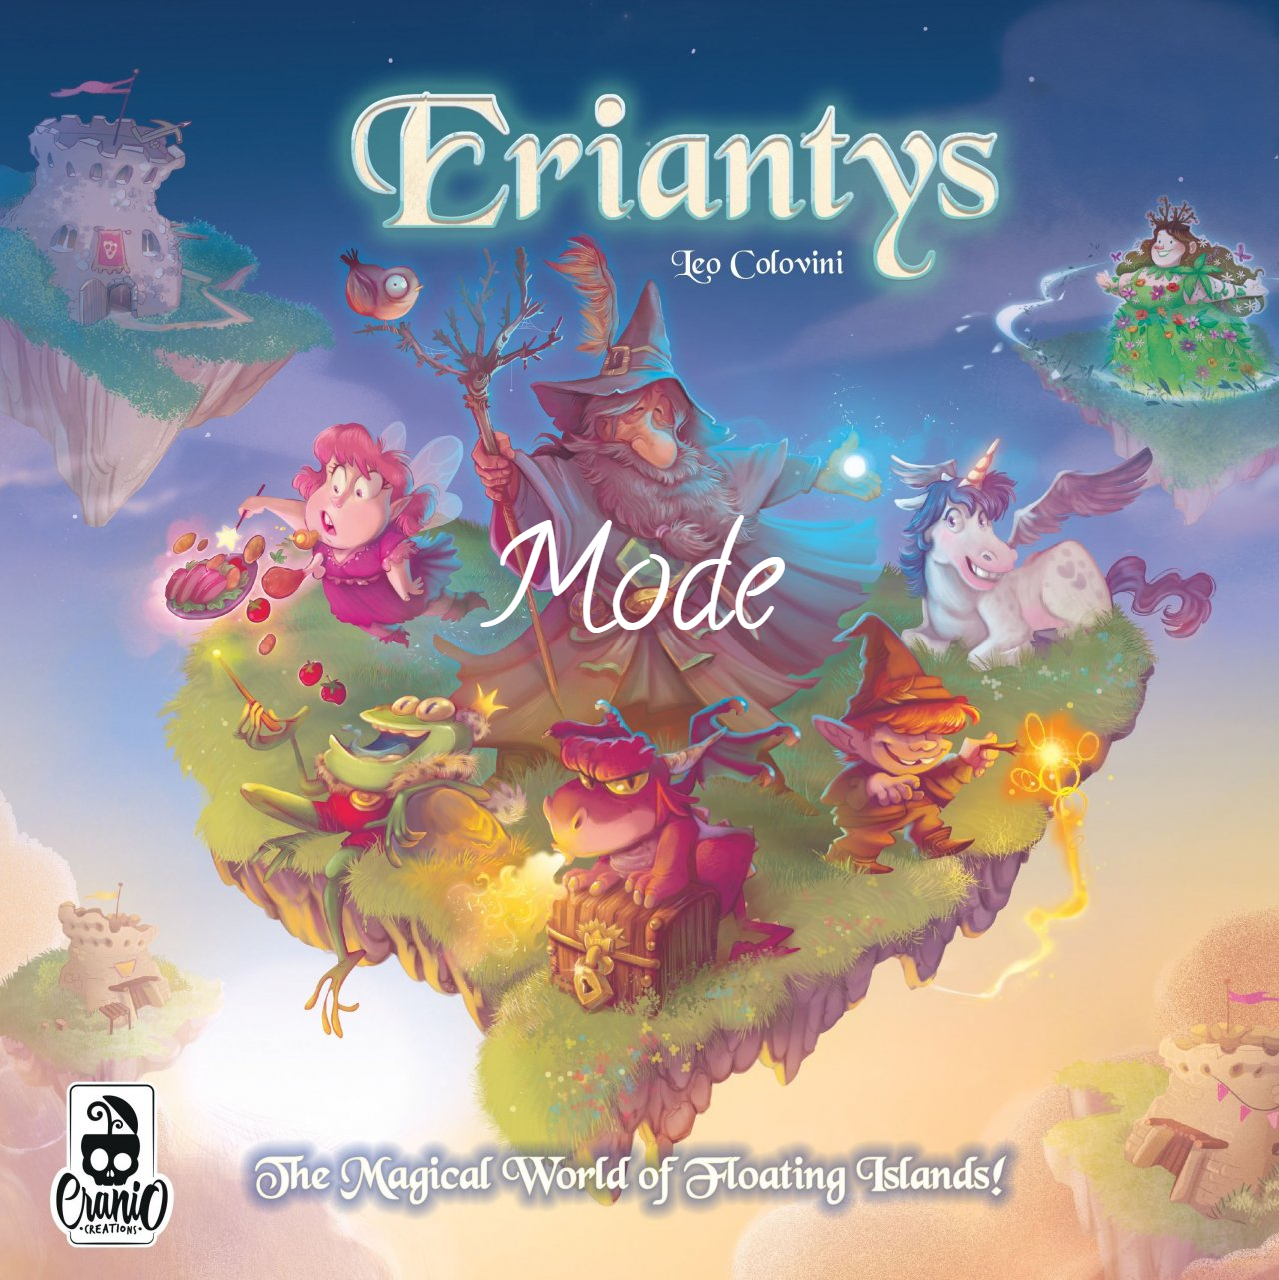 Eriantys
Leo Colovini
Mode
The Magical World of Floating Islands!
Cranio
CREATIONS